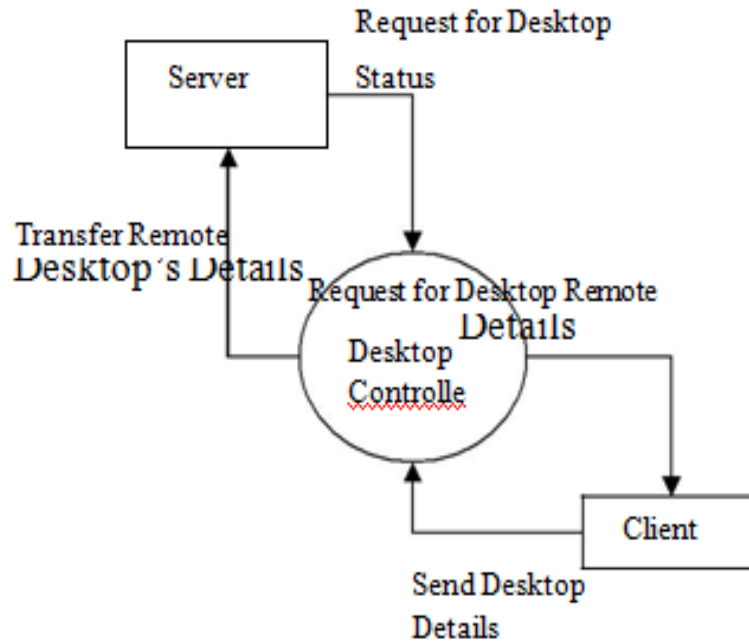 Request for Desktop
Server
Status
Transfer Remote
Desktop´s Details
Request for Desktop Remote
Details
Desktop
Controlle
Client
Send Desktop
Details